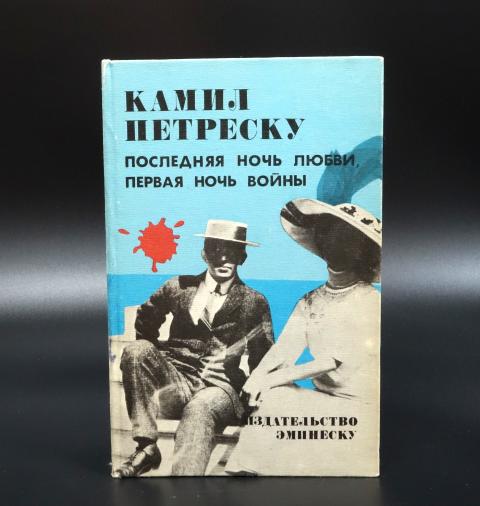 КАМИЛ
ПЕТРЕСКУ
ПОСЛЕДНЯЯ НОЧЬ ЛЮБВИ,
ПЕРВАЯ НОЧЬ ВОЙНЫ
ИЗДАТЕЛЬСТВО
ЭМИНЕСКУ